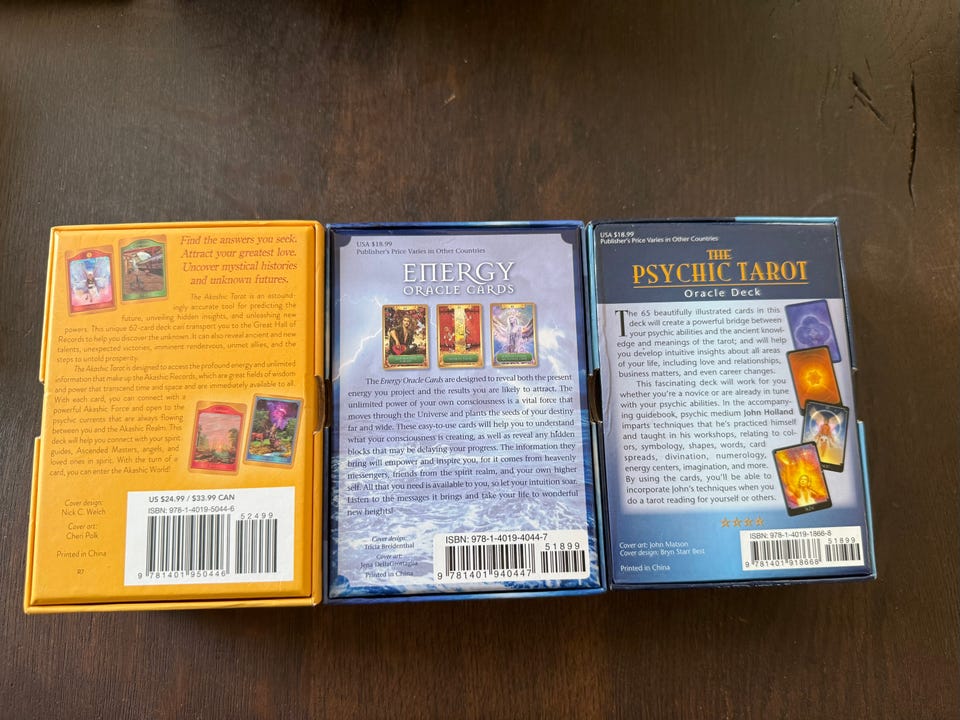 Find the answers you seek.
Attract your greatest love.
Uncover mystical histories
and unknown futures.
The Akashic Tarot is an astound-
ingly accurate tool for predicting the
future, unveiling hidden insights, and unleashing new
powers. This unique 62-card deck can transport you to the Great Hall of
Records to help you discover the unknown. It can also reveal ancient and new
talents, unexpected victories, imminent rendezvous, unmet allies, and the
steps to untold prosperity.
The Akashic Tarot is designed to access the profound energy and unlimited
information that make up the Akashic Records, which are great fields of wisdom
and power that transcend time and space and are immediately available to all.
With each card, you can connect with a
powerful Akashic Force and open to the
psychic currents that are always flowing
between you and the Akashic Realm. This
deck will help you connect with your spirit
guides, Ascended Masters, angels, and
loved ones in spirit. With the turn of a
card, you can enter the Akashic World!
Cover design:
Nick C. Welch
Cover art:
Cheri Polk
Printed in China
R7
US $24.99 / $33.99 CAN
ISBN: 978-1-4019-5044-6
52499
9 781401 950446
USA $18.99
Publisher's Price Varies in Other Countries
ENERGY
ORACLE CARDS
The Energy Oracle Cards are designed to reveal both the present
energy you project and the results you are likely to attract. The
unlimited power of your own consciousness is a vital force that
moves through the Universe and plants the seeds of your destiny
far and wide. These easy-to-use cards will help you to understand
what your consciousness is creating, as well as reveal any hidden
blocks that may be delaying your progress. The information they
bring will empower and inspire you, for it comes from heavenly
messengers, friends from the spirit realm, and your own higher
self. All that you need is available to you, so let your intuition soar.
Listen to the messages it brings and take your life to wonderful
new heights!
Cover design:
Tricia Breidenthal
Cover art:
Jena DellaGrottaglia
Printed in China
ISBN: 978-1-4019-4044-7
51899
9 781401 940447
USA $18.99
Publisher's Price Varies in Other Countries
THE
PSYCHIC TAROT
Oracle Deck
The 65 beautifully illustrated cards in this
deck will create a powerful bridge between
your psychic abilities and the ancient knowl-
edge and meanings of the tarot; and will help
you develop intuitive insights about all areas
of your life, including love and relationships,
business matters, and even career changes.
This fascinating deck will work for you
whether you're a novice or are already in tune
with your psychic abilities. In the accompany-
ing guidebook, psychic medium John Holland
imparts techniques that he's practiced himself
and taught in his workshops, relating to col-
ors, symbology, shapes, words, card
spreads, divination, numerology,
energy centers, imagination, and more.
By using the cards, you'll be able to
incorporate John's techniques when you
do a tarot reading for yourself or others.
Cover art: John Matson
Cover design: Bryn Starr Best
Printed in China
ISBN: 978-1-4019-1866-8
51899
9 781401 918668